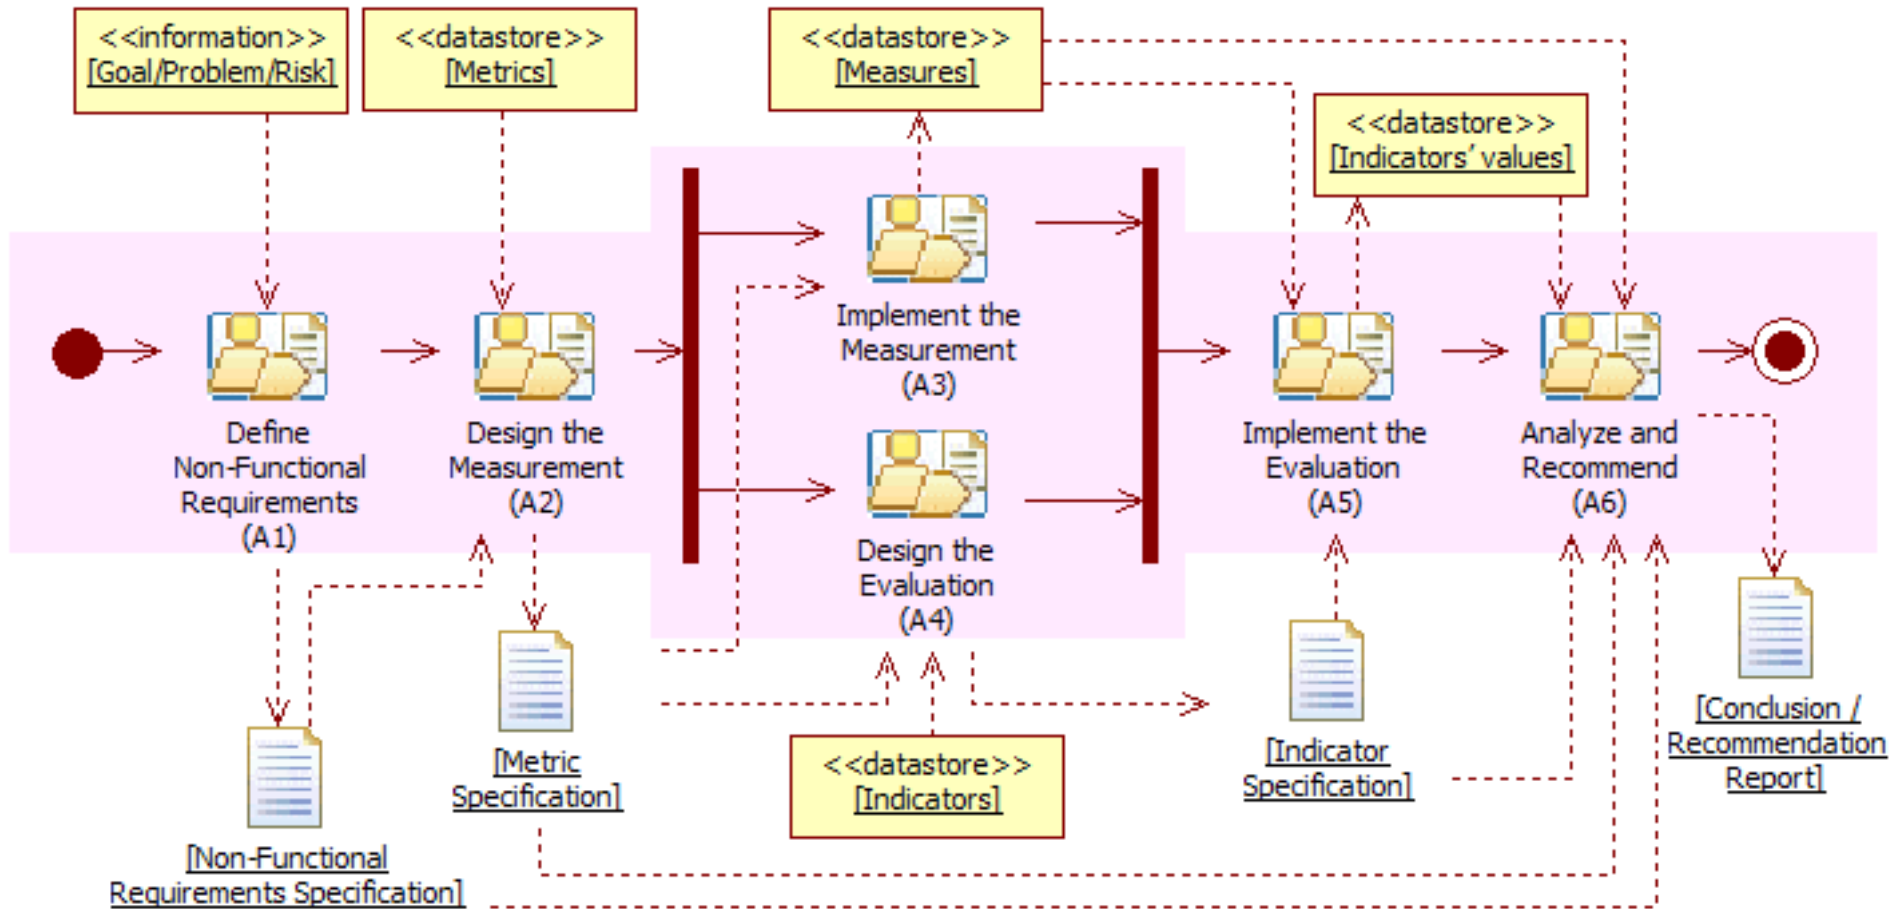 <<information>>
[Goal/Problem/Risk]
<<datastore>>
[Metrics]
<<datastore>>
[Measures]
<<datastore>>
[Indicators’ values]
Define
Non-Functional
Requirements
(A1)
Design the
Measurement
(A2)
Implement the
Measurement
(A3)
Design the
Evaluation
(A4)
Implement the
Evaluation
(A5)
Analyze and
Recommend
(A6)
[Non-Functional
Requirements Specification]
[Metric
Specification]
<<datastore>>
[Indicators]
[Indicator
Specification]
[Conclusion /
Recommendation
Report]